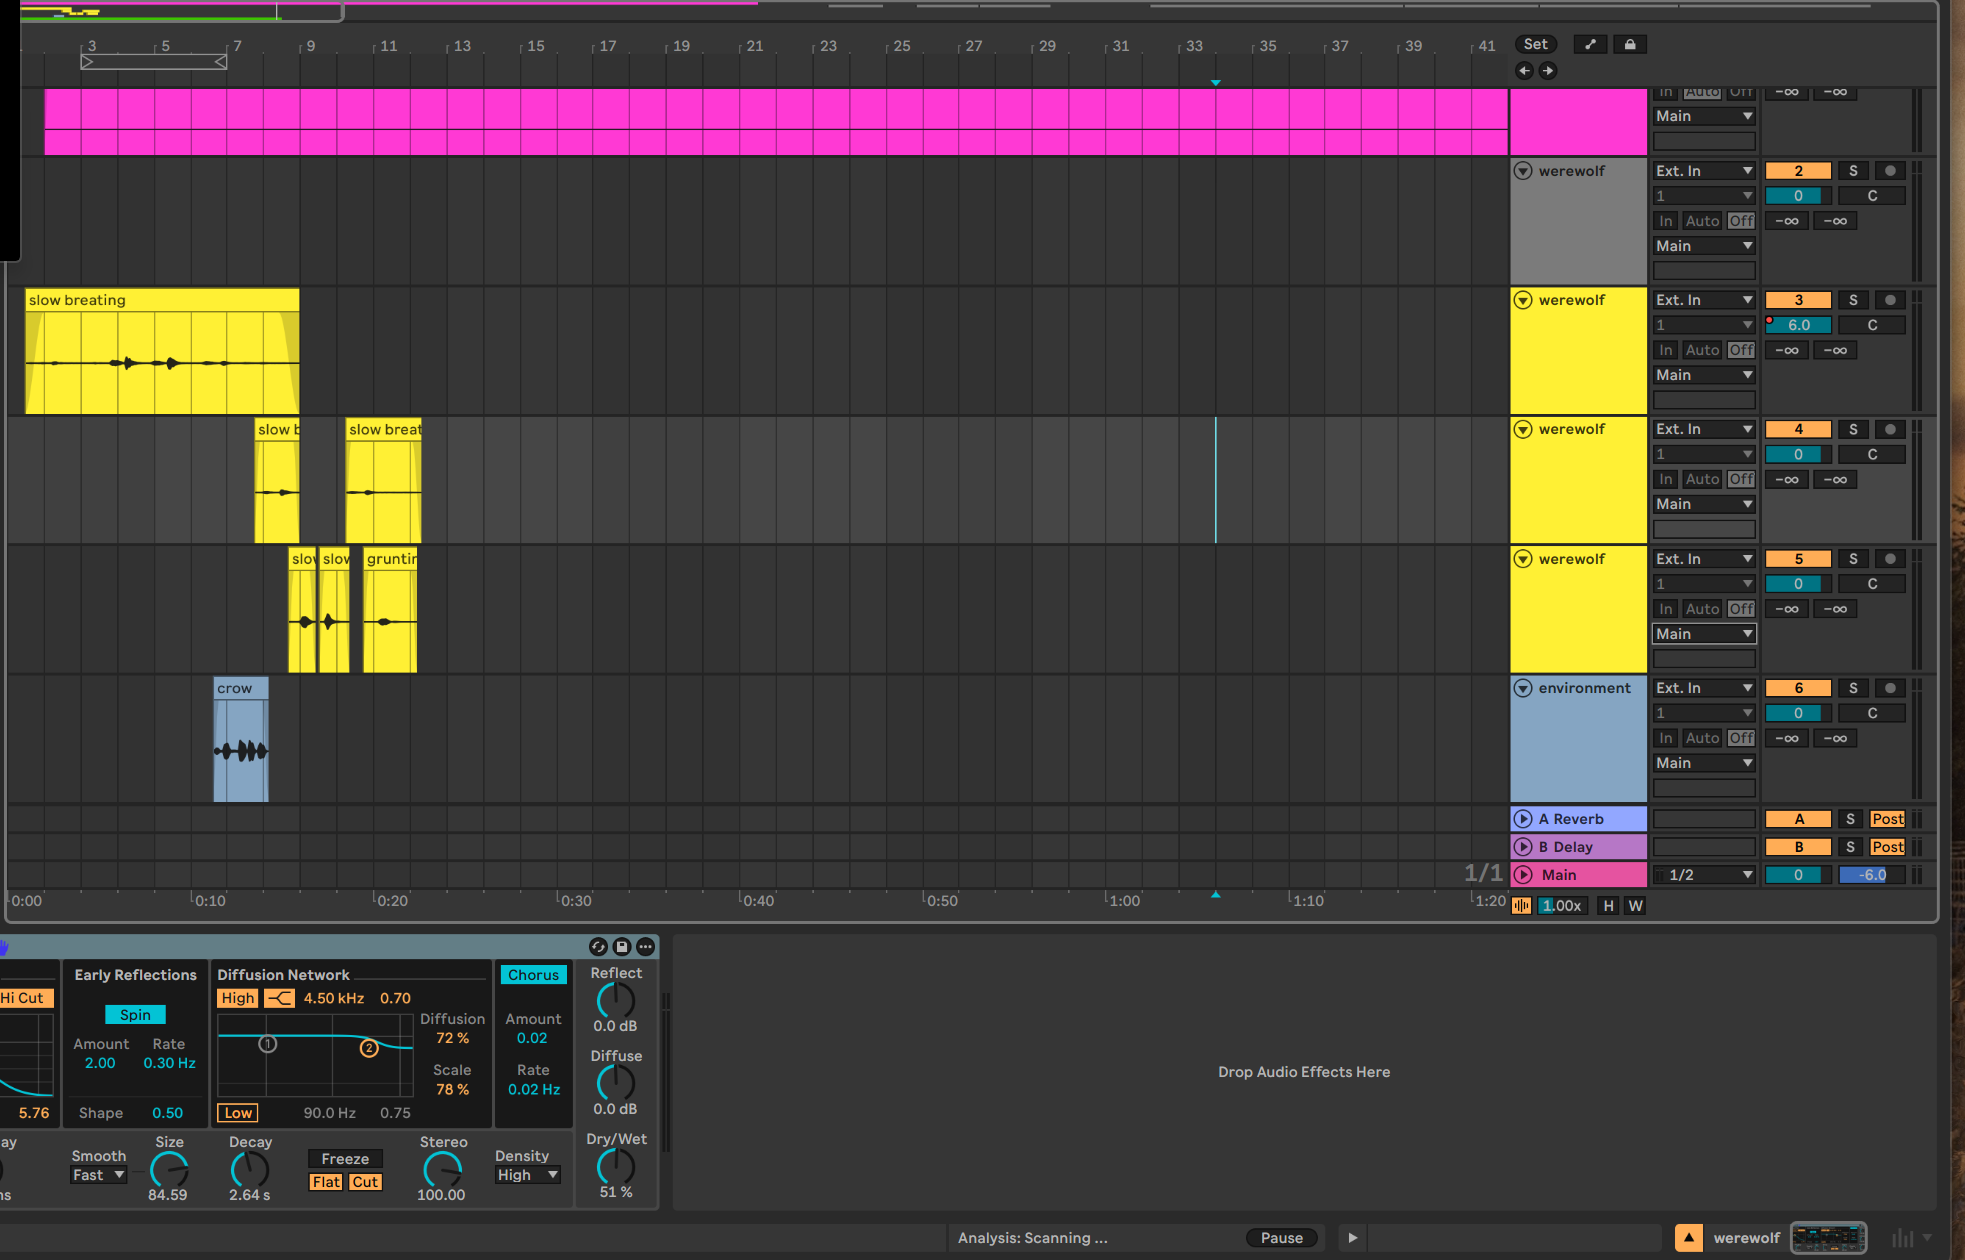 3 5 7 9 11 13 15 17 19 21 23 25 27 29 31 33 35 37 39 41 Set
In Auto Off -∞ -∞
Main
werewolf Ext. In 2 S
1 0 C
In Auto Off -∞ -∞
Main
slow breating werewolf Ext. In 3 S
1 6.0 C
In Auto Off -∞ -∞
Main
slow b slow breat werewolf Ext. In 4 S
1 0 C
In Auto Off -∞ -∞
Main
slow slow gruntin werewolf Ext. In 5 S
1 0 C
In Auto Off -∞ -∞
Main
crow environment Ext. In 6 S
1 0 C
In Auto Off -∞ -∞
Main
A Reverb A S Post
B Delay B S Post
1/1 Main 1/2 0 -6.0
0:00 0:10 0:20 0:30 0:40 0:50 1:00 1:10 1:20 1.00x H W
Early Reflections Diffusion Network Chorus Reflect
Hi Cut High 4.50 kHz 0.70
Spin Diffusion Amount 0.0 dB
Amount Rate 1 2 72 % 0.02 Diffuse
2.00 0.30 Hz Scale Rate
78 % 0.02 Hz
5.76 Shape 0.50 Low 90.0 Hz 0.75 0.0 dB
ay Size Decay Stereo Dry/Wet
Smooth Freeze Density
Fast Flat Cut High
ms 84.59 2.64 s 100.00 51 %
Drop Audio Effects Here
Analysis: Scanning ... Pause werewolf